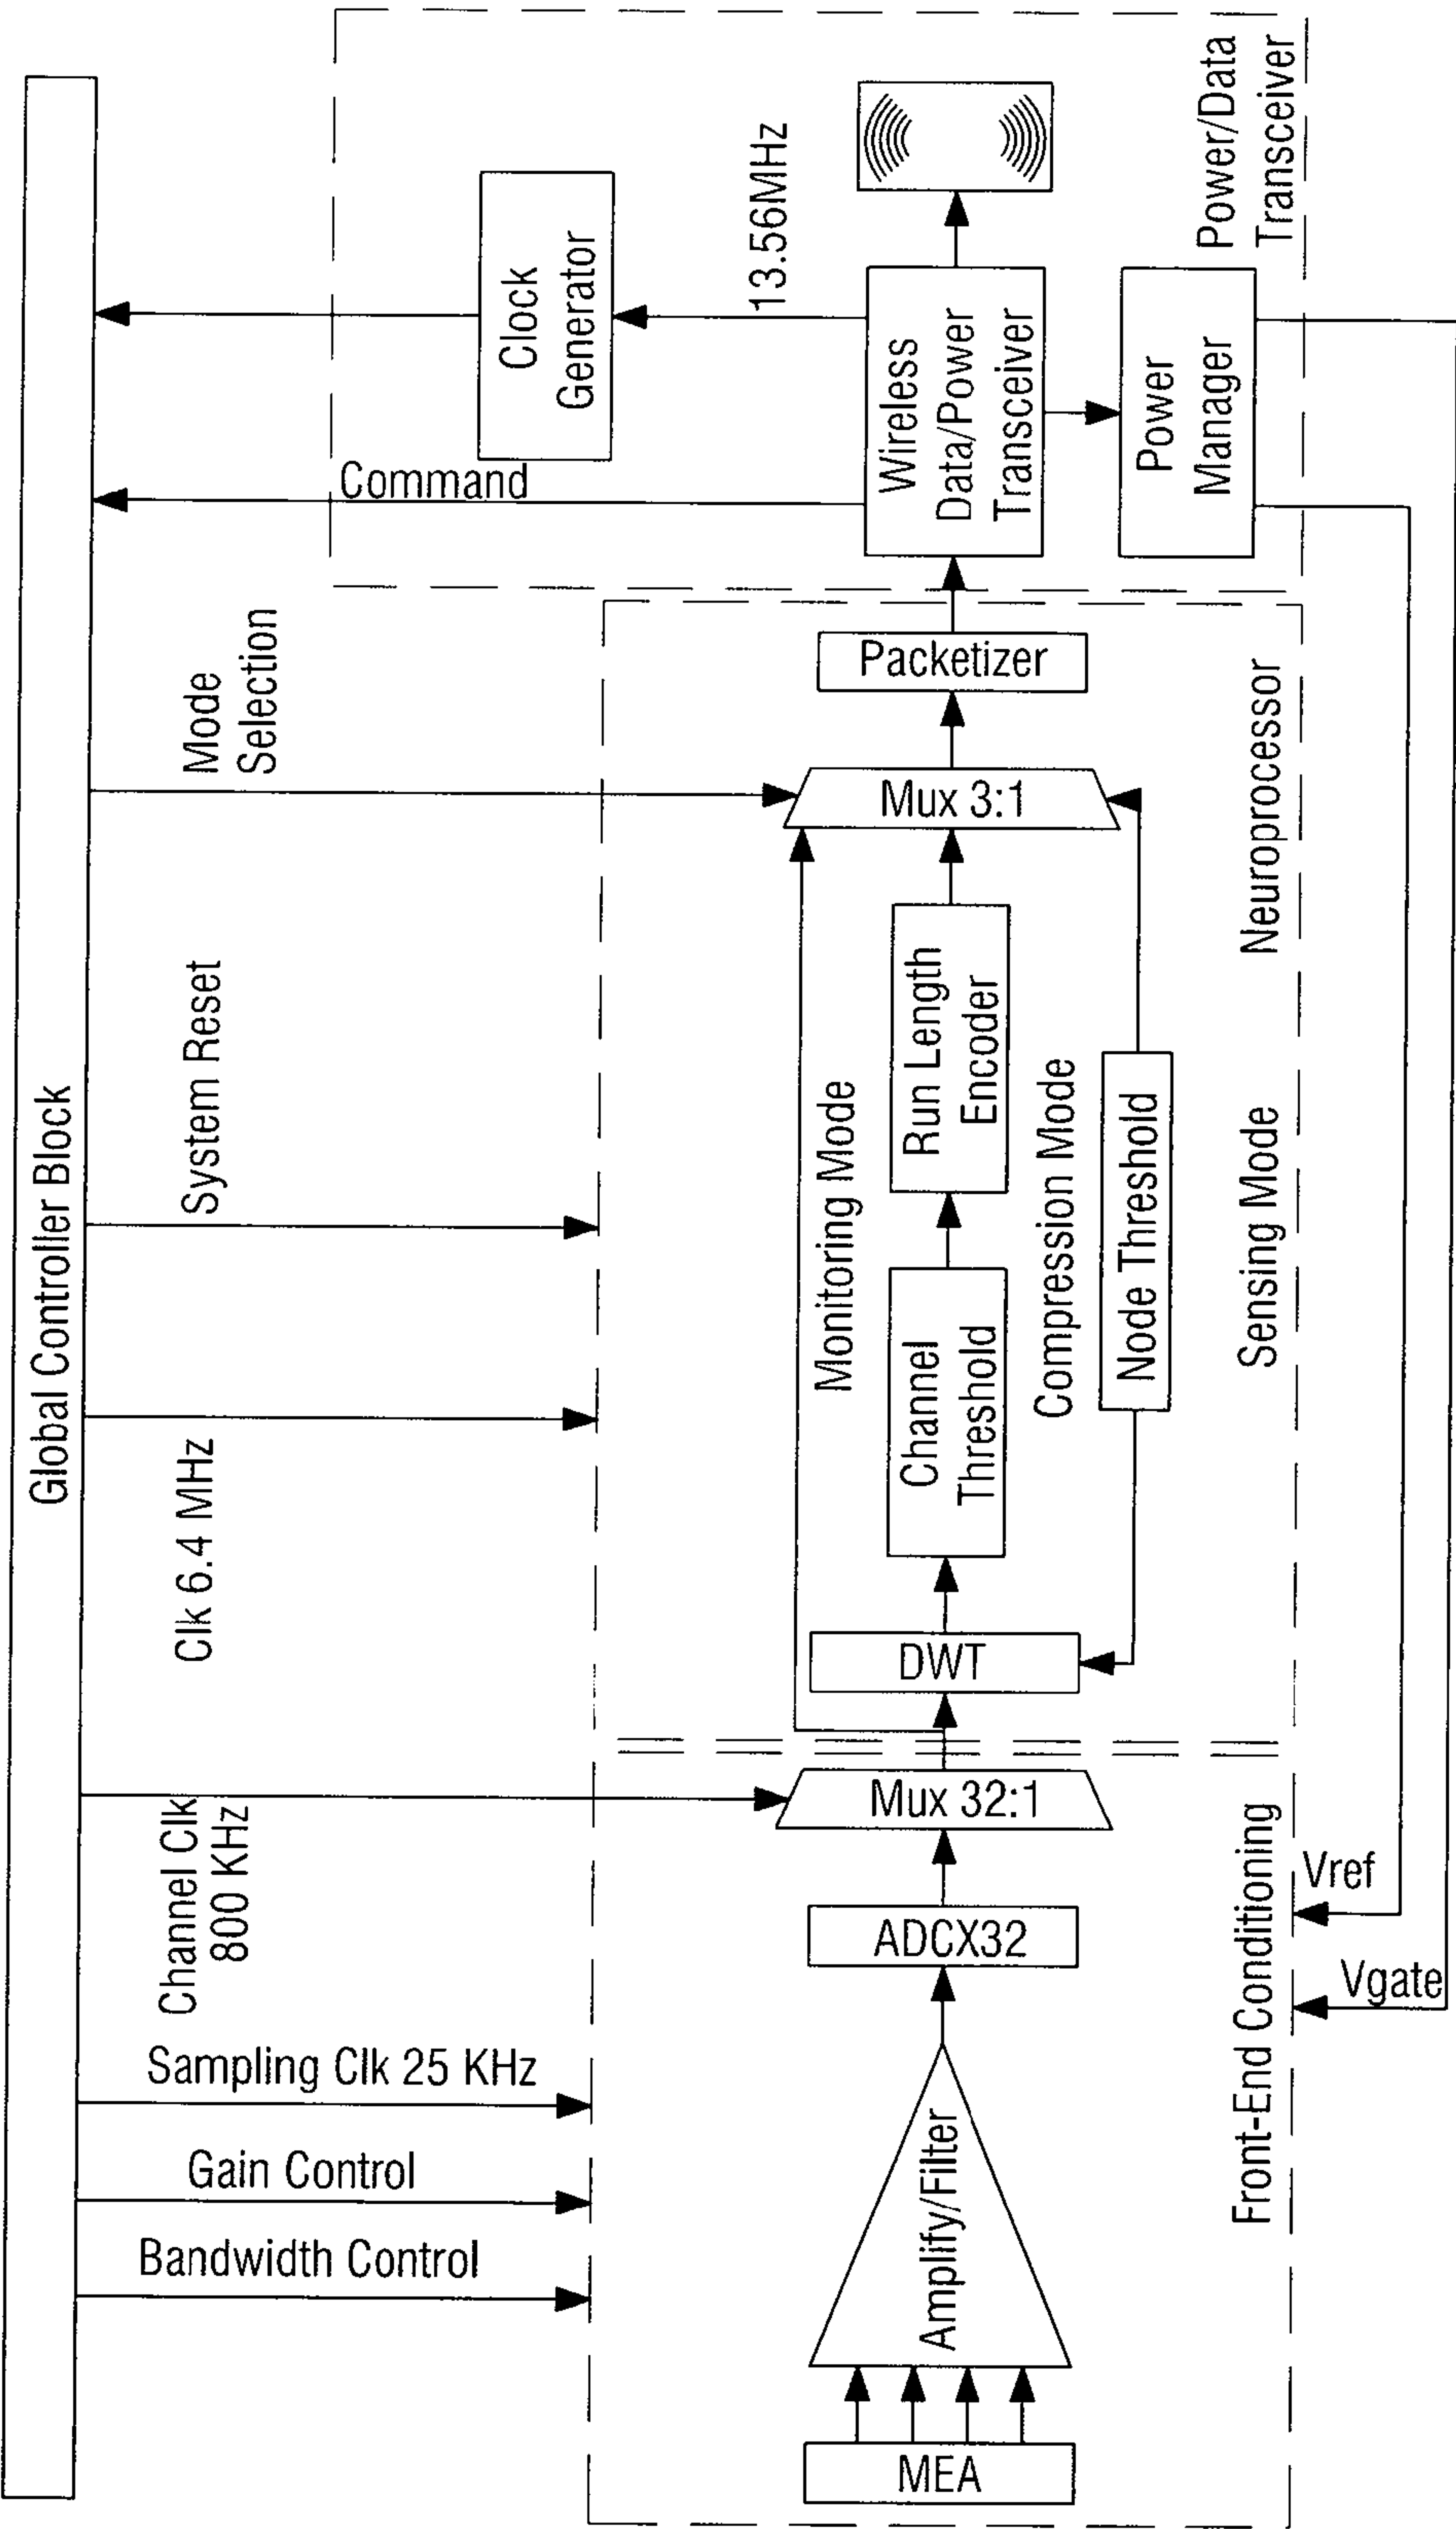 Global Controller Block
Bandwidth Control
Gain Control
Sampling Clk 25 KHz
Channel Clk
800 KHz
Clk 6.4 MHz
System Reset
Mode
Selection
Command
Clock
Generator
13.56MHz
MEA
Amplify/Filter
ADCX32
Mux 32:1
DWT
Monitoring Mode
Channel
Threshold
Run Length
Encoder
Compression Mode
Node Threshold
Mux 3:1
Packetizer
Wireless
Data/Power
Transceiver
Power
Manager
Front-End Conditioning
Sensing Mode
Neuroprocessor
Power/Data
Transceiver
Vref
Vgate